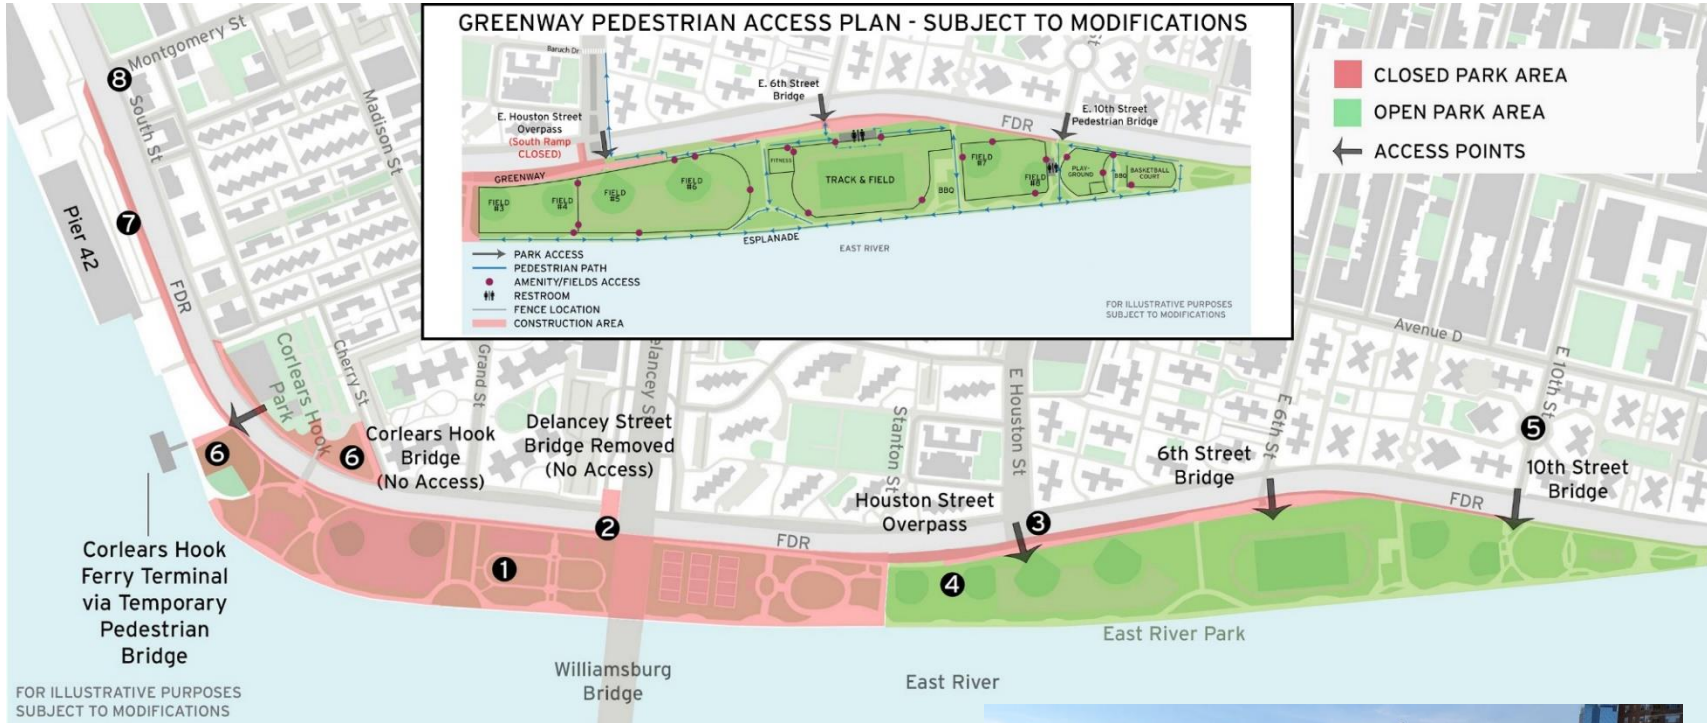 GREENWAY PEDESTRIAN ACCESS PLAN - SUBJECT TO MODIFICATIONS
Baruch Dr
E. Houston Street
Overpass
(South Ramp
CLOSED)
E. 6th Street
Bridge
E. 10th Street
Pedestrian Bridge
FDR
GREENWAY
FIELD
#3
FIELD
#4
FIELD
#5
FIELD
#6
FITNESS
TRACK & FIELD
BBQ
FIELD
#7
FIELD
#8
PLAY-
GROUND
BBQ
BASKETBALL
COURT
ESPLANADE
EAST RIVER
PARK ACCESS
PEDESTRIAN PATH
AMENITY/FIELDS ACCESS
RESTROOM
FENCE LOCATION
CONSTRUCTION AREA
FOR ILLUSTRATIVE PURPOSES
SUBJECT TO MODIFICATIONS
CLOSED PARK AREA
OPEN PARK AREA
ACCESS POINTS
Montgomery St
8
South St
Madison St
7
Pier 42
FDR
Corlears Hook
Park
Cherry St
Grand St
Stanton St
E Houston St
E 6th St
Avenue D
E 10th St
5
6
Corlears Hook
6
Corlears Hook
Bridge
(No Access)
Delancey Street
Bridge Removed
(No Access)
2
1
FDR
Houston Street
Overpass
3
4
6th Street
Bridge
10th Street
Bridge
FDR
Corlears Hook
Ferry Terminal
via Temporary
Pedestrian
Bridge
Williamsburg
Bridge
East River
East River Park
FOR ILLUSTRATIVE PURPOSES
SUBJECT TO MODIFICATIONS